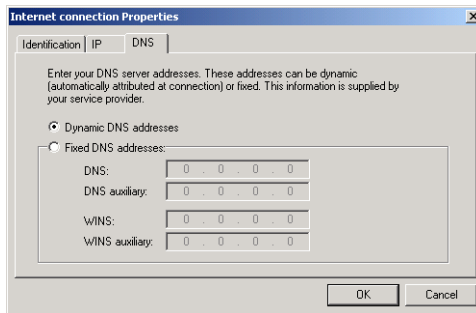 Internet connection Properties
Identification IP DNS
Enter your DNS server addresses. These addresses can be dynamic
(automatically attributed at connection) or fixed. This information is supplied by
your service provider.
Dynamic DNS addresses
Fixed DNS addresses:
DNS: 0 . 0 . 0 . 0
DNS auxiliary: 0 . 0 . 0 . 0
WINS: 0 . 0 . 0 . 0
WINS auxiliary: 0 . 0 . 0 . 0
OK Cancel